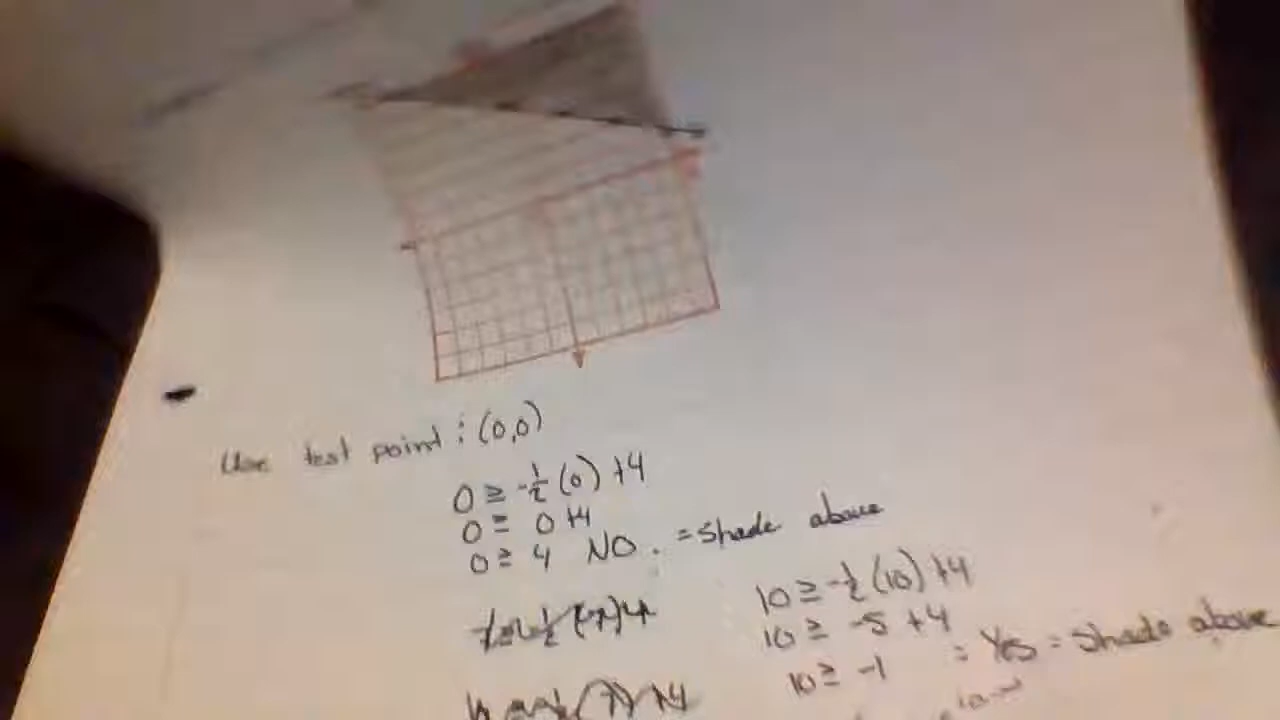 Use test point : (0,0)
0 ≥ -1/2 (0) +4
0 ≥ 0 +4
0 ≥ 4 NO. = shade above
10 ≥ -1/2 (10) +4
10 ≥ -5 +4
10 ≥ -1 = Yes = shade above